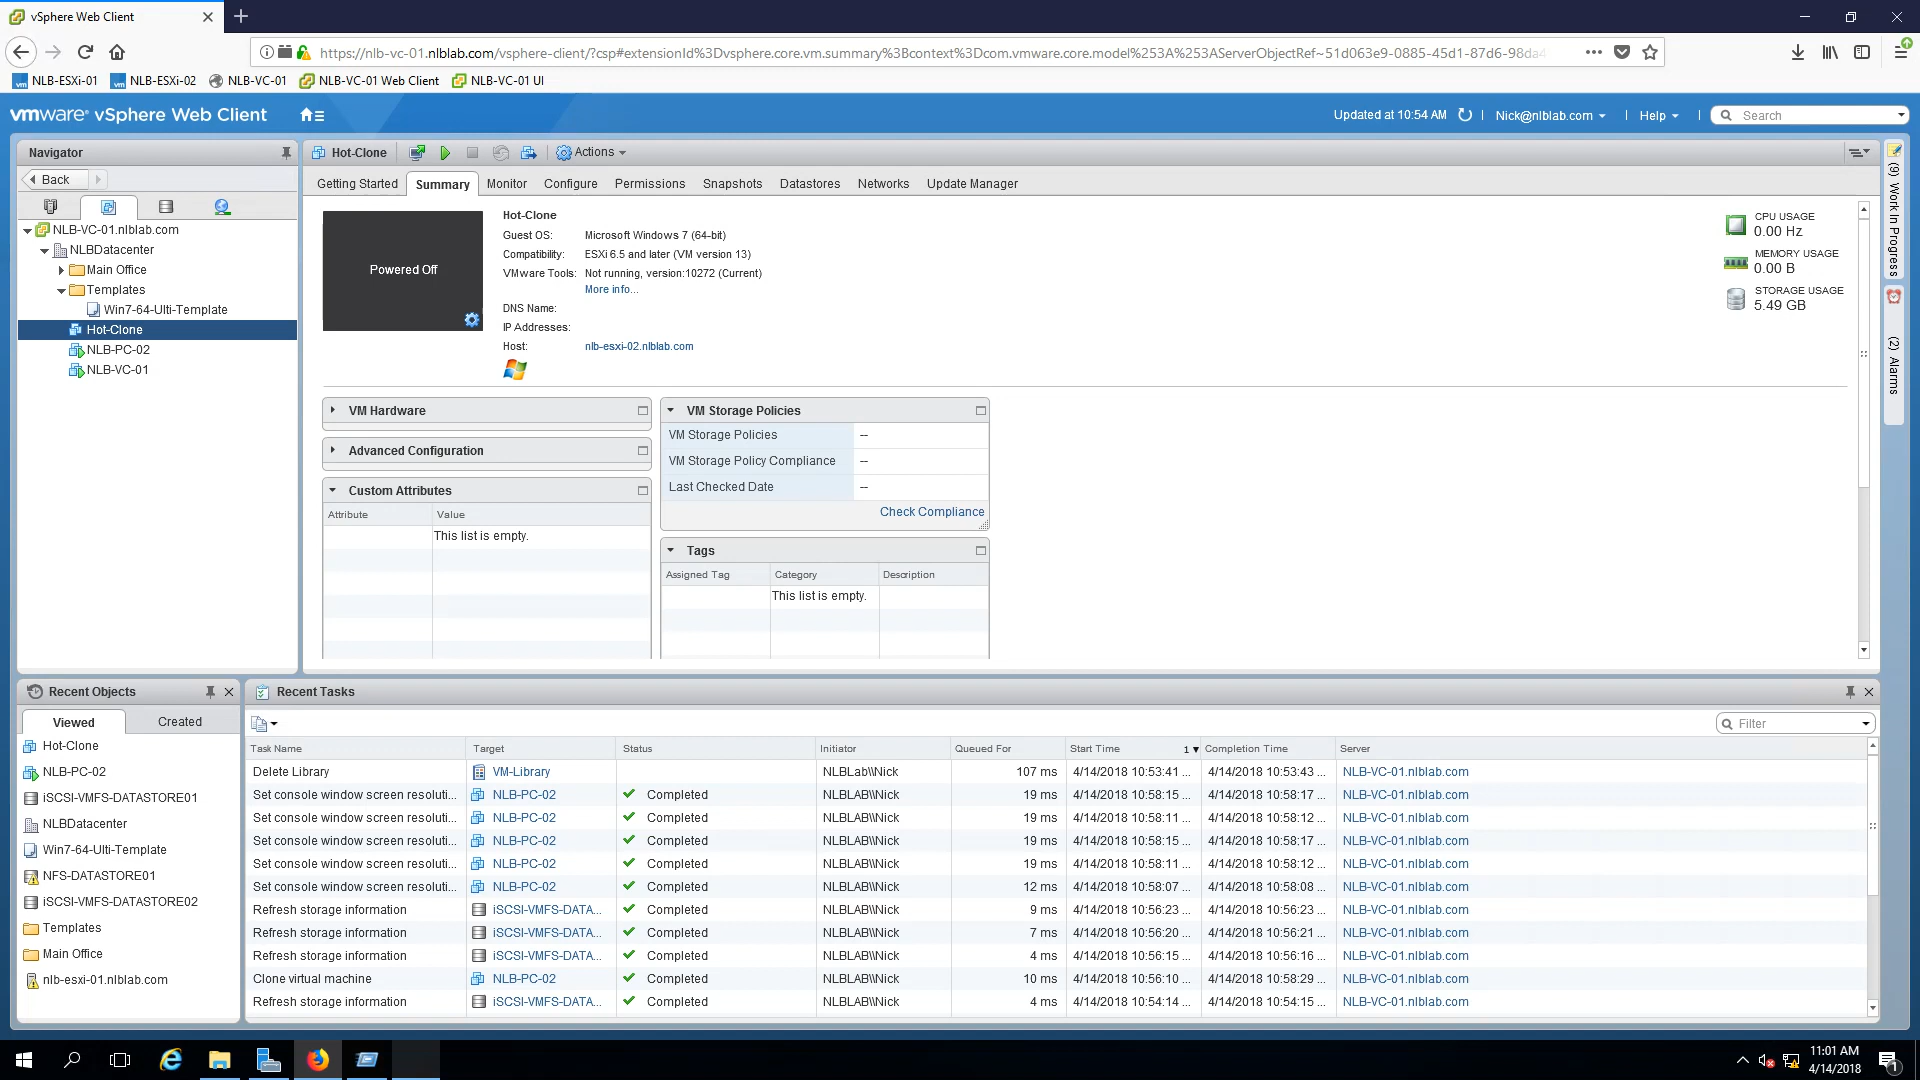 vSphere Web Client
https://nlb-vc-01.nlblab.com/vsphere-client/?csp#extensionId%3Dvsphere.core.vm.summary%3Bcontext%3Dcom.vmware.core.model%253A%253AServerObjectRef~51d063e9-0885-45d1-87d6-98da4
NLB-ESXi-01 NLB-ESXi-02 NLB-VC-01 NLB-VC-01 Web Client NLB-VC-01 UI
vmware® vSphere Web Client
Updated at 10:54 AM | Nick@nlblab.com | Help | Search
Navigator
Back
NLB-VC-01.nlblab.com
NLBDatacenter
Main Office
Templates
Win7-64-Ulti-Template
Hot-Clone
NLB-PC-02
NLB-VC-01
Hot-Clone Actions
Getting Started Summary Monitor Configure Permissions Snapshots Datastores Networks Update Manager
Powered Off
Hot-Clone
Guest OS: Microsoft Windows 7 (64-bit)
Compatibility: ESXi 6.5 and later (VM version 13)
VMware Tools: Not running, version:10272 (Current)
More info...
DNS Name:
IP Addresses:
Host: nlb-esxi-02.nlblab.com
CPU USAGE
0.00 Hz
MEMORY USAGE
0.00 B
STORAGE USAGE
5.49 GB
(9) Work In Progress
(2) Alarms
VM Hardware
Advanced Configuration
Custom Attributes
Attribute Value
This list is empty.
VM Storage Policies
VM Storage Policies --
VM Storage Policy Compliance --
Last Checked Date --
Check Compliance
Tags
Assigned Tag Category Description
This list is empty.
Recent Objects
Viewed Created
Hot-Clone
NLB-PC-02
iSCSI-VMFS-DATASTORE01
NLBDatacenter
Win7-64-Ulti-Template
NFS-DATASTORE01
iSCSI-VMFS-DATASTORE02
Templates
Main Office
nlb-esxi-01.nlblab.com
Recent Tasks
Filter
Task Name Target Status Initiator Queued For Start Time 1 Completion Time Server
Delete Library VM-Library NLBLab\\Nick 107 ms 4/14/2018 10:53:41 ... 4/14/2018 10:53:43 ... NLB-VC-01.nlblab.com
Set console window screen resoluti... NLB-PC-02 Completed NLBLAB\\Nick 19 ms 4/14/2018 10:58:15 ... 4/14/2018 10:58:17 ... NLB-VC-01.nlblab.com
Set console window screen resoluti... NLB-PC-02 Completed NLBLAB\\Nick 19 ms 4/14/2018 10:58:11 ... 4/14/2018 10:58:12 ... NLB-VC-01.nlblab.com
Set console window screen resoluti... NLB-PC-02 Completed NLBLAB\\Nick 19 ms 4/14/2018 10:58:15 ... 4/14/2018 10:58:17 ... NLB-VC-01.nlblab.com
Set console window screen resoluti... NLB-PC-02 Completed NLBLAB\\Nick 19 ms 4/14/2018 10:58:11 ... 4/14/2018 10:58:12 ... NLB-VC-01.nlblab.com
Set console window screen resoluti... NLB-PC-02 Completed NLBLAB\\Nick 12 ms 4/14/2018 10:58:07 ... 4/14/2018 10:58:08 ... NLB-VC-01.nlblab.com
Refresh storage information iSCSI-VMFS-DATA... Completed NLBLAB\\Nick 9 ms 4/14/2018 10:56:23 ... 4/14/2018 10:56:23 ... NLB-VC-01.nlblab.com
Refresh storage information iSCSI-VMFS-DATA... Completed NLBLAB\\Nick 7 ms 4/14/2018 10:56:20 ... 4/14/2018 10:56:21 ... NLB-VC-01.nlblab.com
Refresh storage information iSCSI-VMFS-DATA... Completed NLBLAB\\Nick 4 ms 4/14/2018 10:56:15 ... 4/14/2018 10:56:16 ... NLB-VC-01.nlblab.com
Clone virtual machine NLB-PC-02 Completed NLBLAB\\Nick 10 ms 4/14/2018 10:56:10 ... 4/14/2018 10:58:29 ... NLB-VC-01.nlblab.com
Refresh storage information iSCSI-VMFS-DATA... Completed NLBLAB\\Nick 4 ms 4/14/2018 10:54:14 ... 4/14/2018 10:54:15 ... NLB-VC-01.nlblab.com
11:01 AM
4/14/2018
1